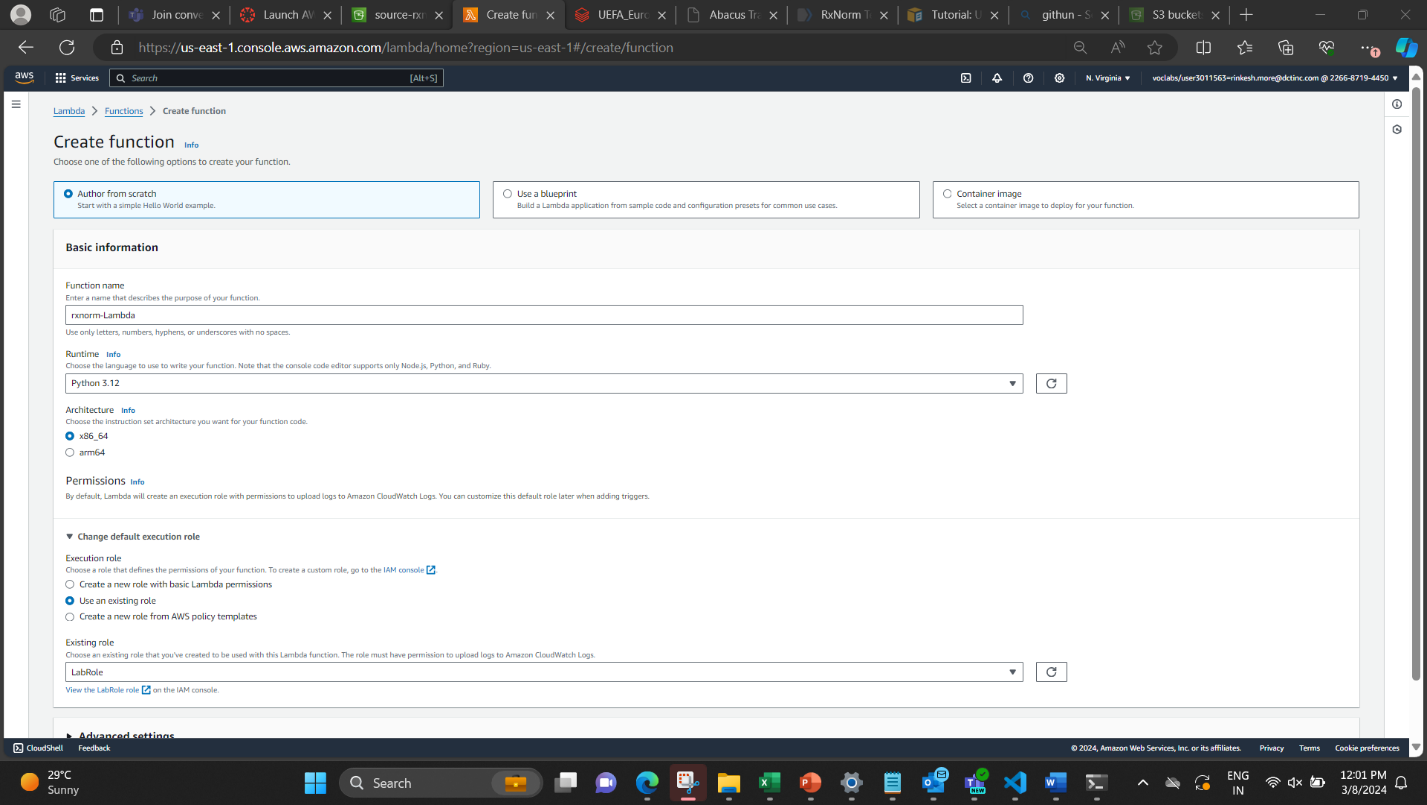 Join conve
Launch AV
source-rxr
Create fun
UEFA_Euro
Abacus Tra
RxNorm Te
Tutorial: U
githun - Se
S3 bucket
https://us-east-1.console.aws.amazon.com/lambda/home?region=us-east-1#/create/function
aws
Services
Search
[Alt+S]
N. Virginia
voclabs/user3011563=rinkesh.more@dctinc.com @ 2266-8719-4450
Lambda > Functions > Create function
Create function Info
Choose one of the following options to create your function.
Author from scratch
Start with a simple Hello World example.
Use a blueprint
Build a Lambda application from sample code and configuration presets for common use cases.
Container image
Select a container image to deploy for your function.
Basic information
Function name
Enter a name that describes the purpose of your function.
rxnorm-Lambda
Use only letters, numbers, hyphens, or underscores with no spaces.
Runtime Info
Choose the language to use to write your function. Note that the console code editor supports only Node.js, Python, and Ruby.
Python 3.12
Architecture Info
Choose the instruction set architecture you want for your function code.
x86_64
arm64
Permissions Info
By default, Lambda will create an execution role with permissions to upload logs to Amazon CloudWatch Logs. You can customize this default role later when adding triggers.
Change default execution role
Execution role
Choose a role that defines the permissions of your function. To create a custom role, go to the IAM console
Create a new role with basic Lambda permissions
Use an existing role
Create a new role from AWS policy templates
Existing role
Choose an existing role that you've created to be used with this Lambda function. The role must have permission to upload logs to Amazon CloudWatch Logs.
LabRole
View the LabRole role on the IAM console.
Advanced settings
CloudShell
Feedback
© 2024, Amazon Web Services, Inc. or its affiliates.
Privacy
Terms
Cookie preferences
29°C
Sunny
Search
NEW
ENG
IN
12:01 PM
3/8/2024